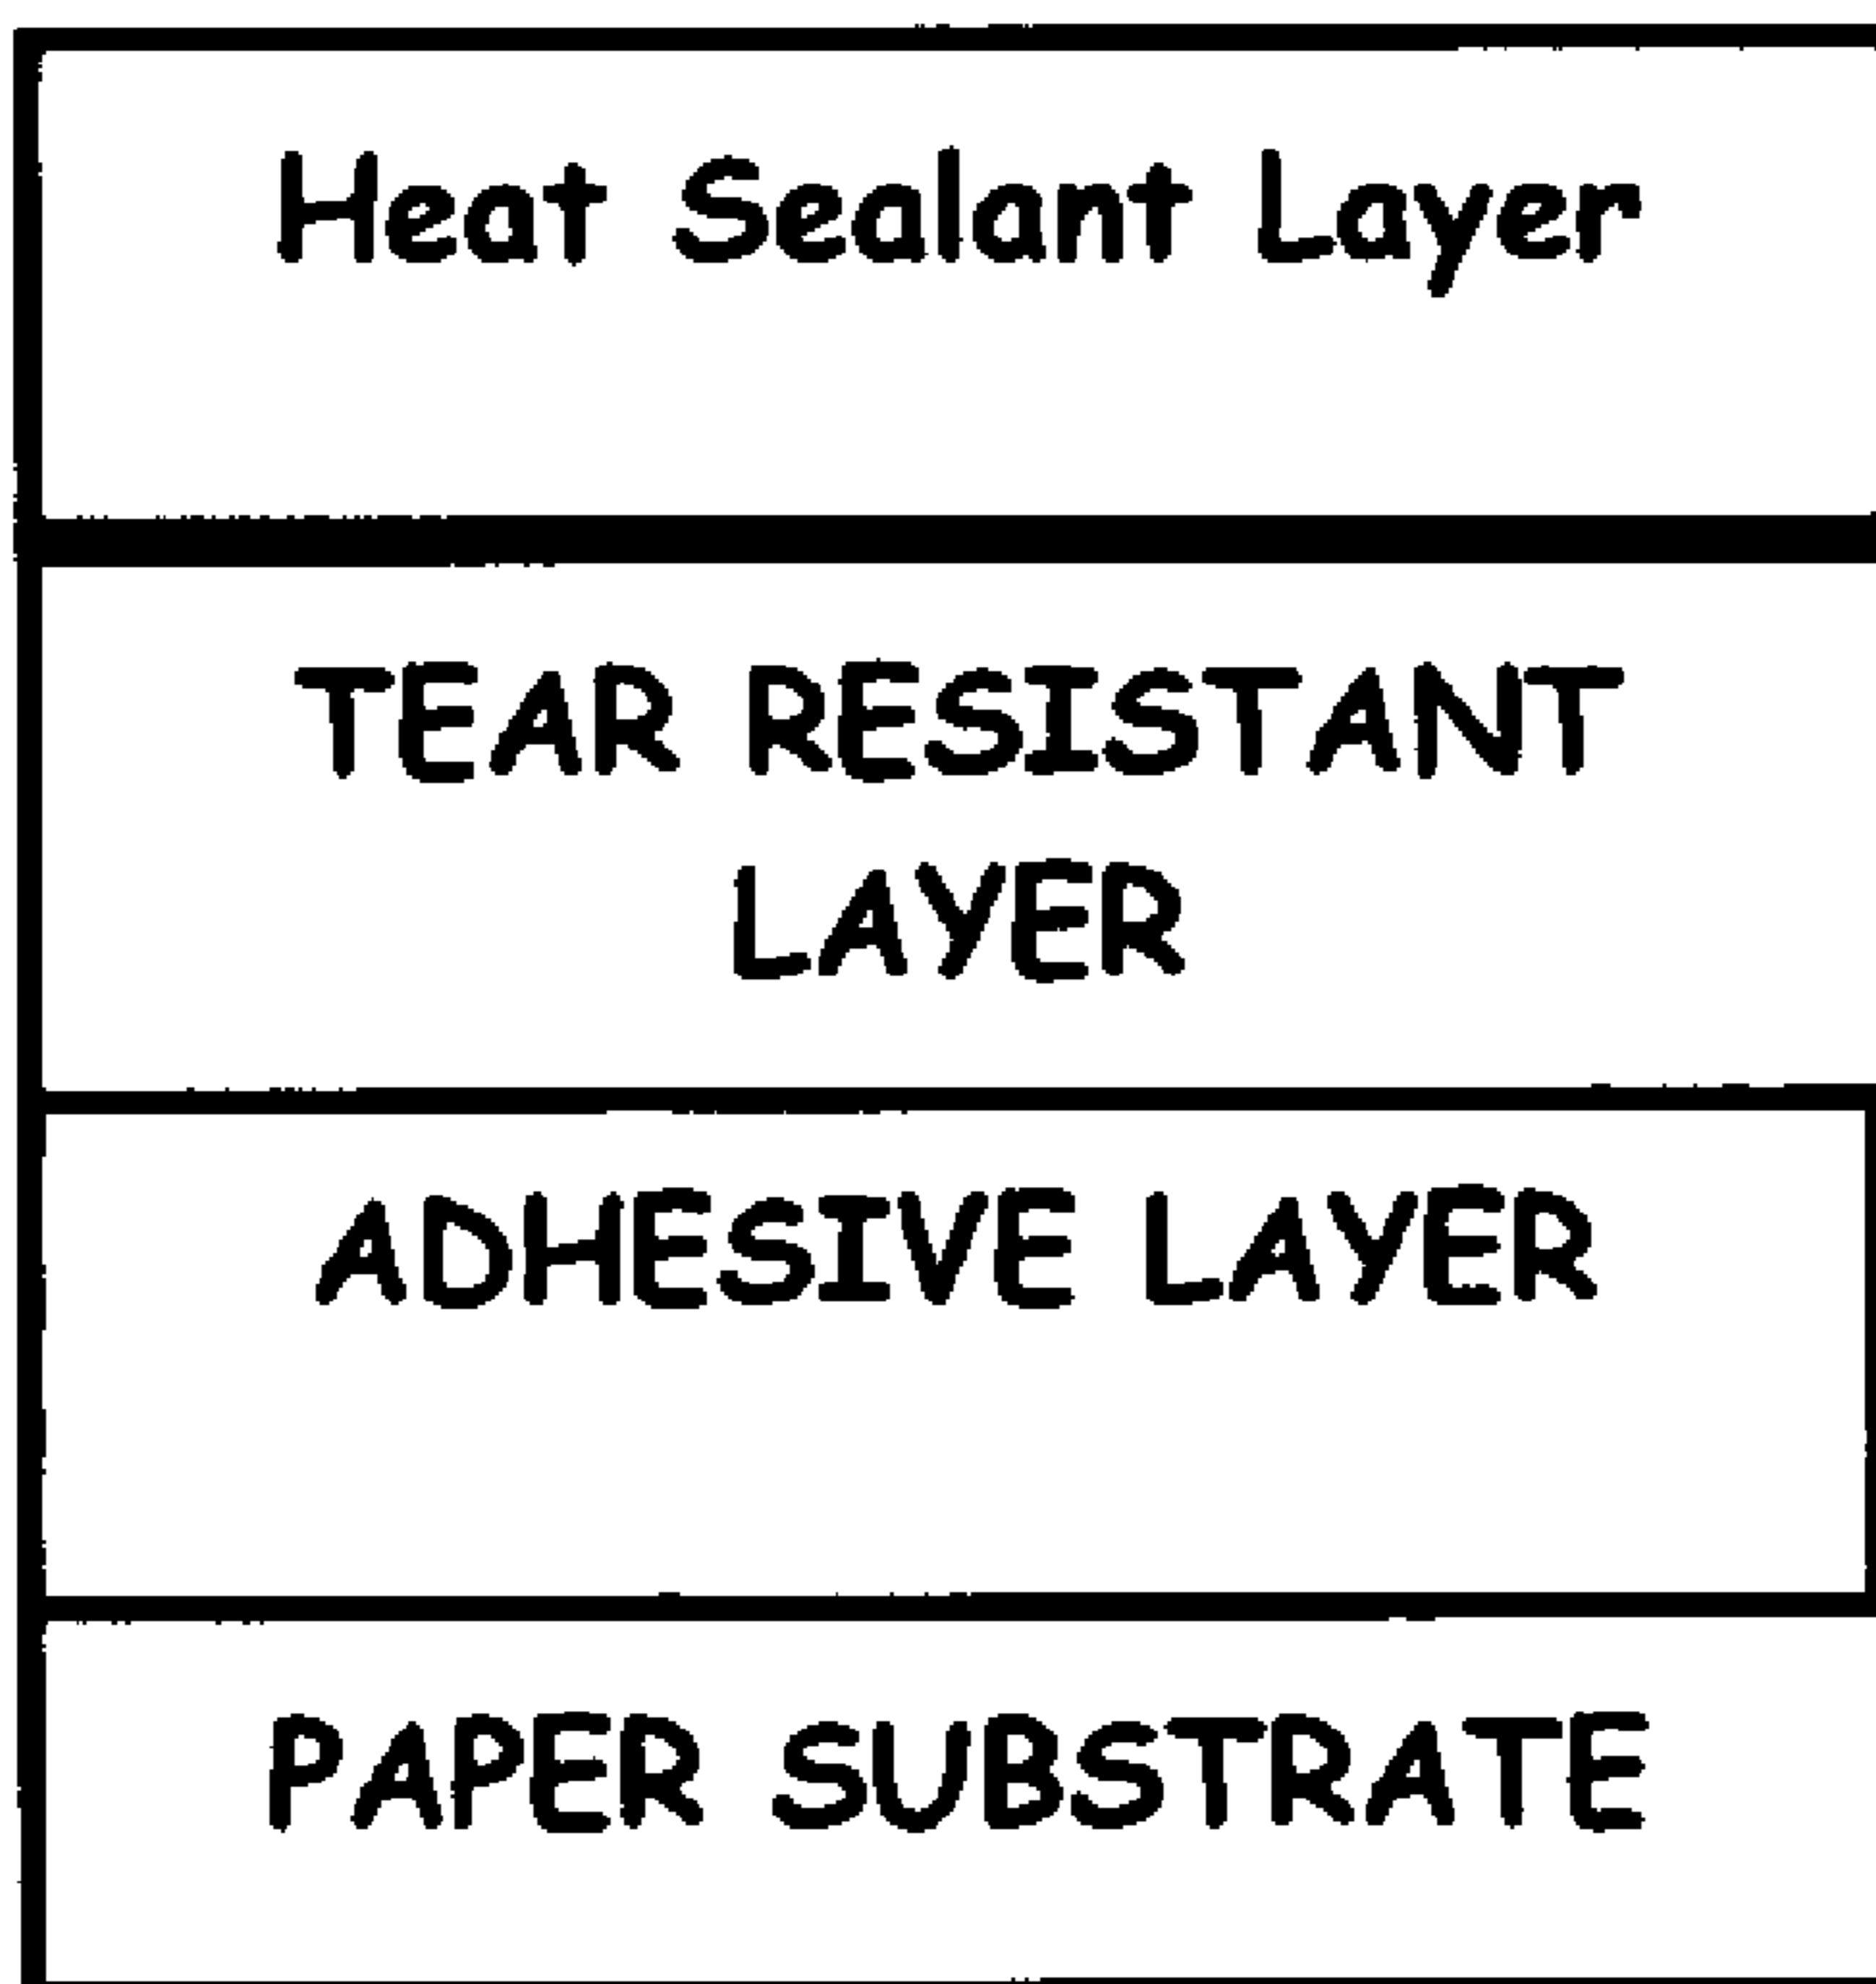 Heat Sealant Layer
TEAR RESISTANT
LAYER
ADHESIVE LAYER
PAPER SUBSTRATE